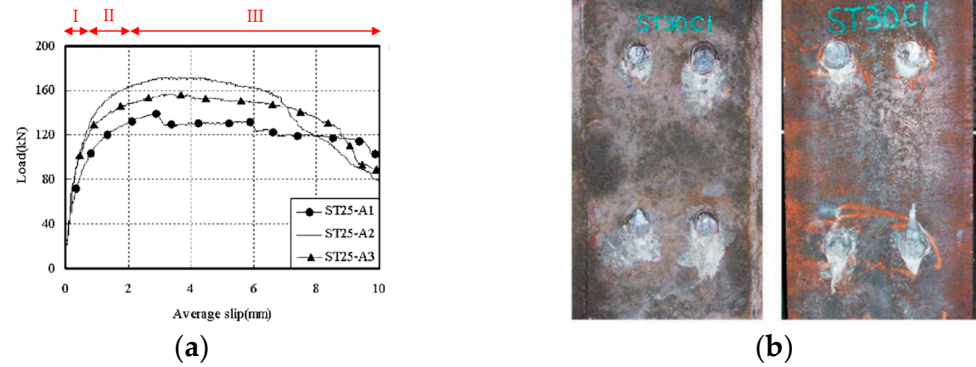 I II III
200
160
120
80
40
0
Load(kN)
ST25-A1
ST25-A2
ST25-A3
0 2 4 6 8 10
Average slip(mm)
(a)
ST30C1
ST30C1
(b)